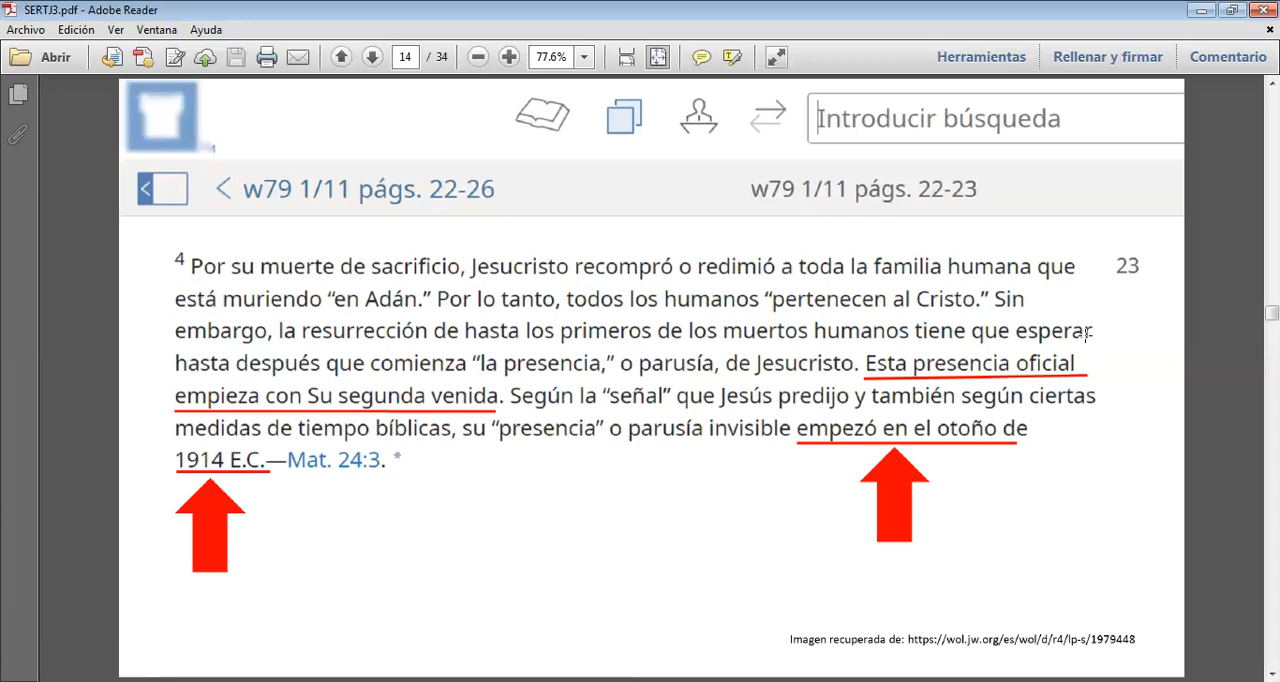 SERTJ3.pdf - Adobe Reader
Archivo Edición Ver Ventana Ayuda
Abrir 14 / 34 77.6% Herramientas Rellenar y firmar Comentario
Introducir búsqueda
w79 1/11 págs. 22-26 w79 1/11 págs. 22-23
4 Por su muerte de sacrificio, Jesucristo recompró o redimió a toda la familia humana que 23
está muriendo “en Adán.” Por lo tanto, todos los humanos “pertenecen al Cristo.” Sin
embargo, la resurrección de hasta los primeros de los muertos humanos tiene que esperar
hasta después que comienza “la presencia,” o parusía, de Jesucristo. Esta presencia oficial
empieza con Su segunda venida. Según la “señal” que Jesús predijo y también según ciertas
medidas de tiempo bíblicas, su “presencia” o parusía invisible empezó en el otoño de
1914 E.C.—Mat. 24:3. *
Imagen recuperada de: https://wol.jw.org/es/wol/d/r4/lp-s/1979448